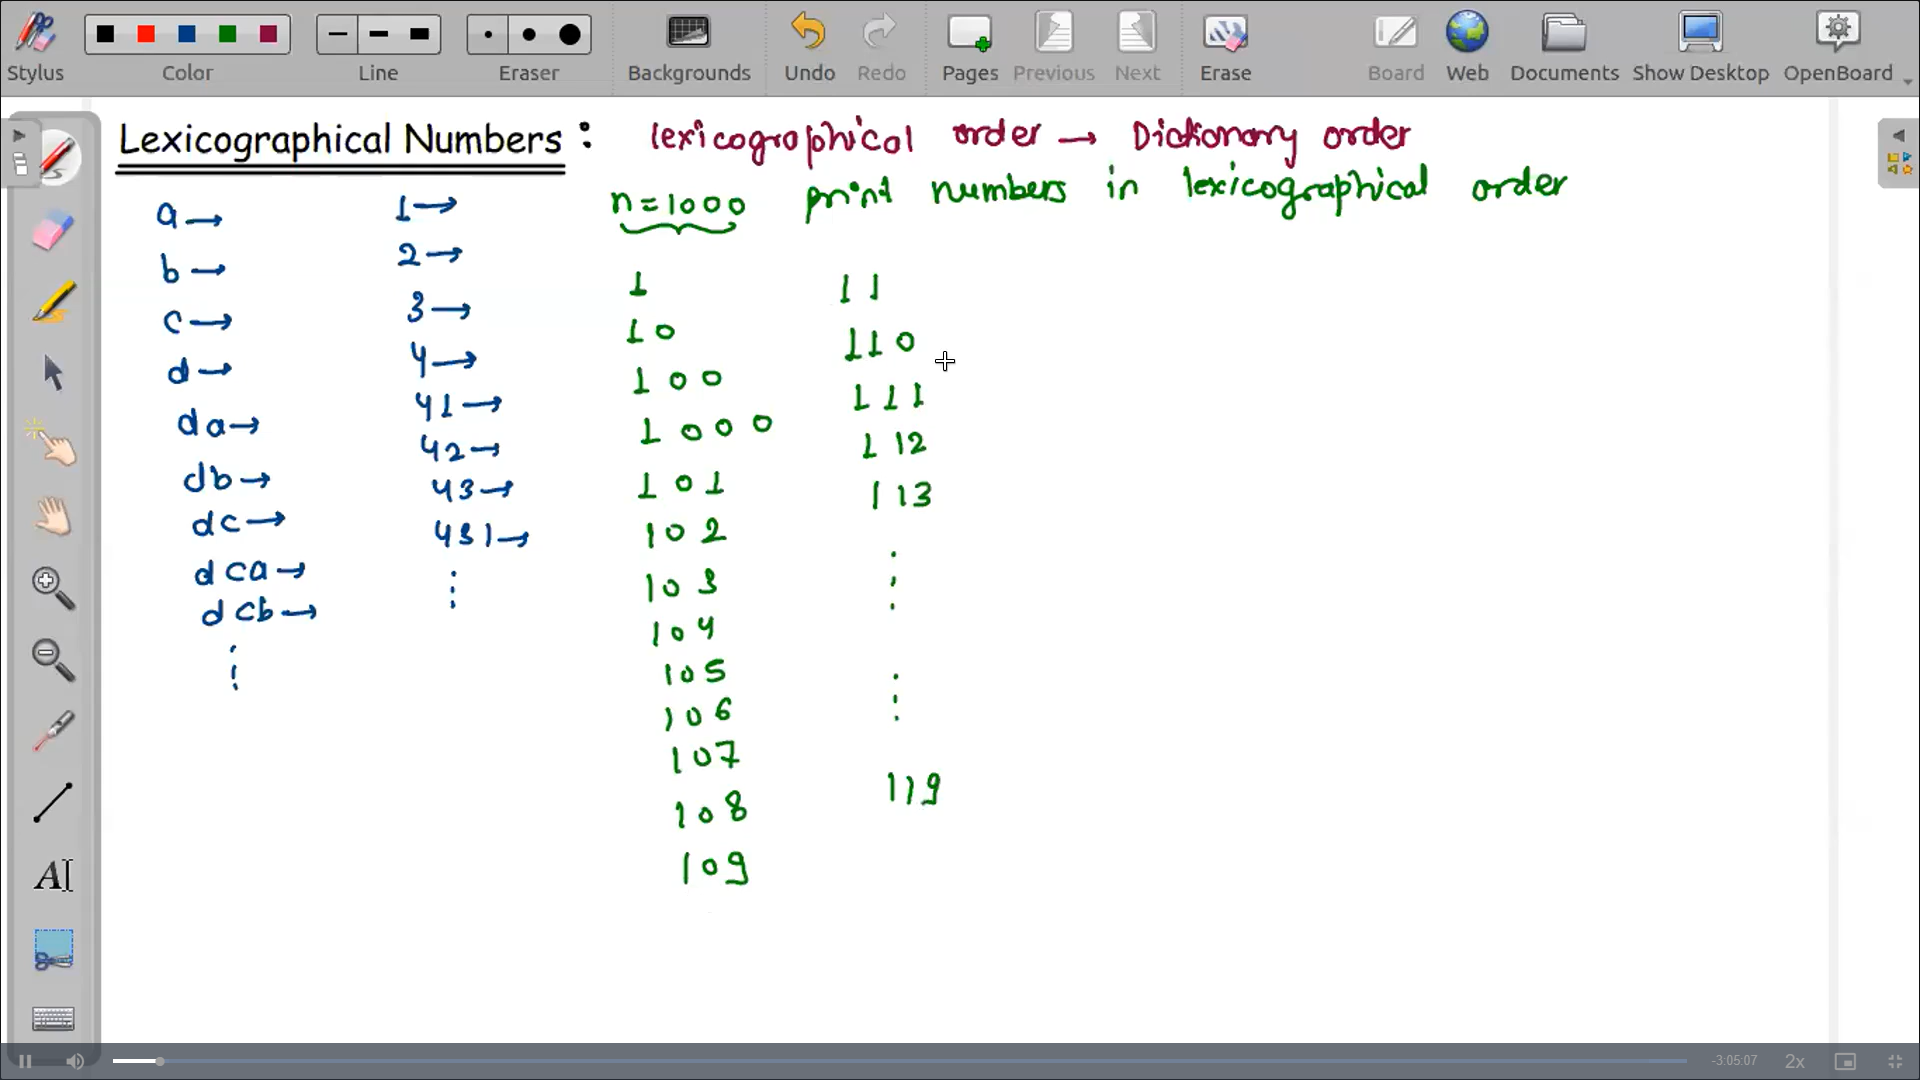 Stylus Color Line Eraser Backgrounds Undo Redo Pages Previous Next Erase Board Web Documents Show Desktop OpenBoard
Lexicographical Numbers : lexicographical order → Dictionary order
n = 1000 print numbers in lexicographical order
a →
b →
c →
d →
da →
db →
dc →
dca →
dcb →
⋮
1 →
2 →
3 →
4 →
41 →
42 →
43 →
431 →
⋮
1
10
100
1000
101
102
103
104
105
106
107
108
109
11
110
111
112
113
⋮
⋮
119
AI
-3:05:07 2x